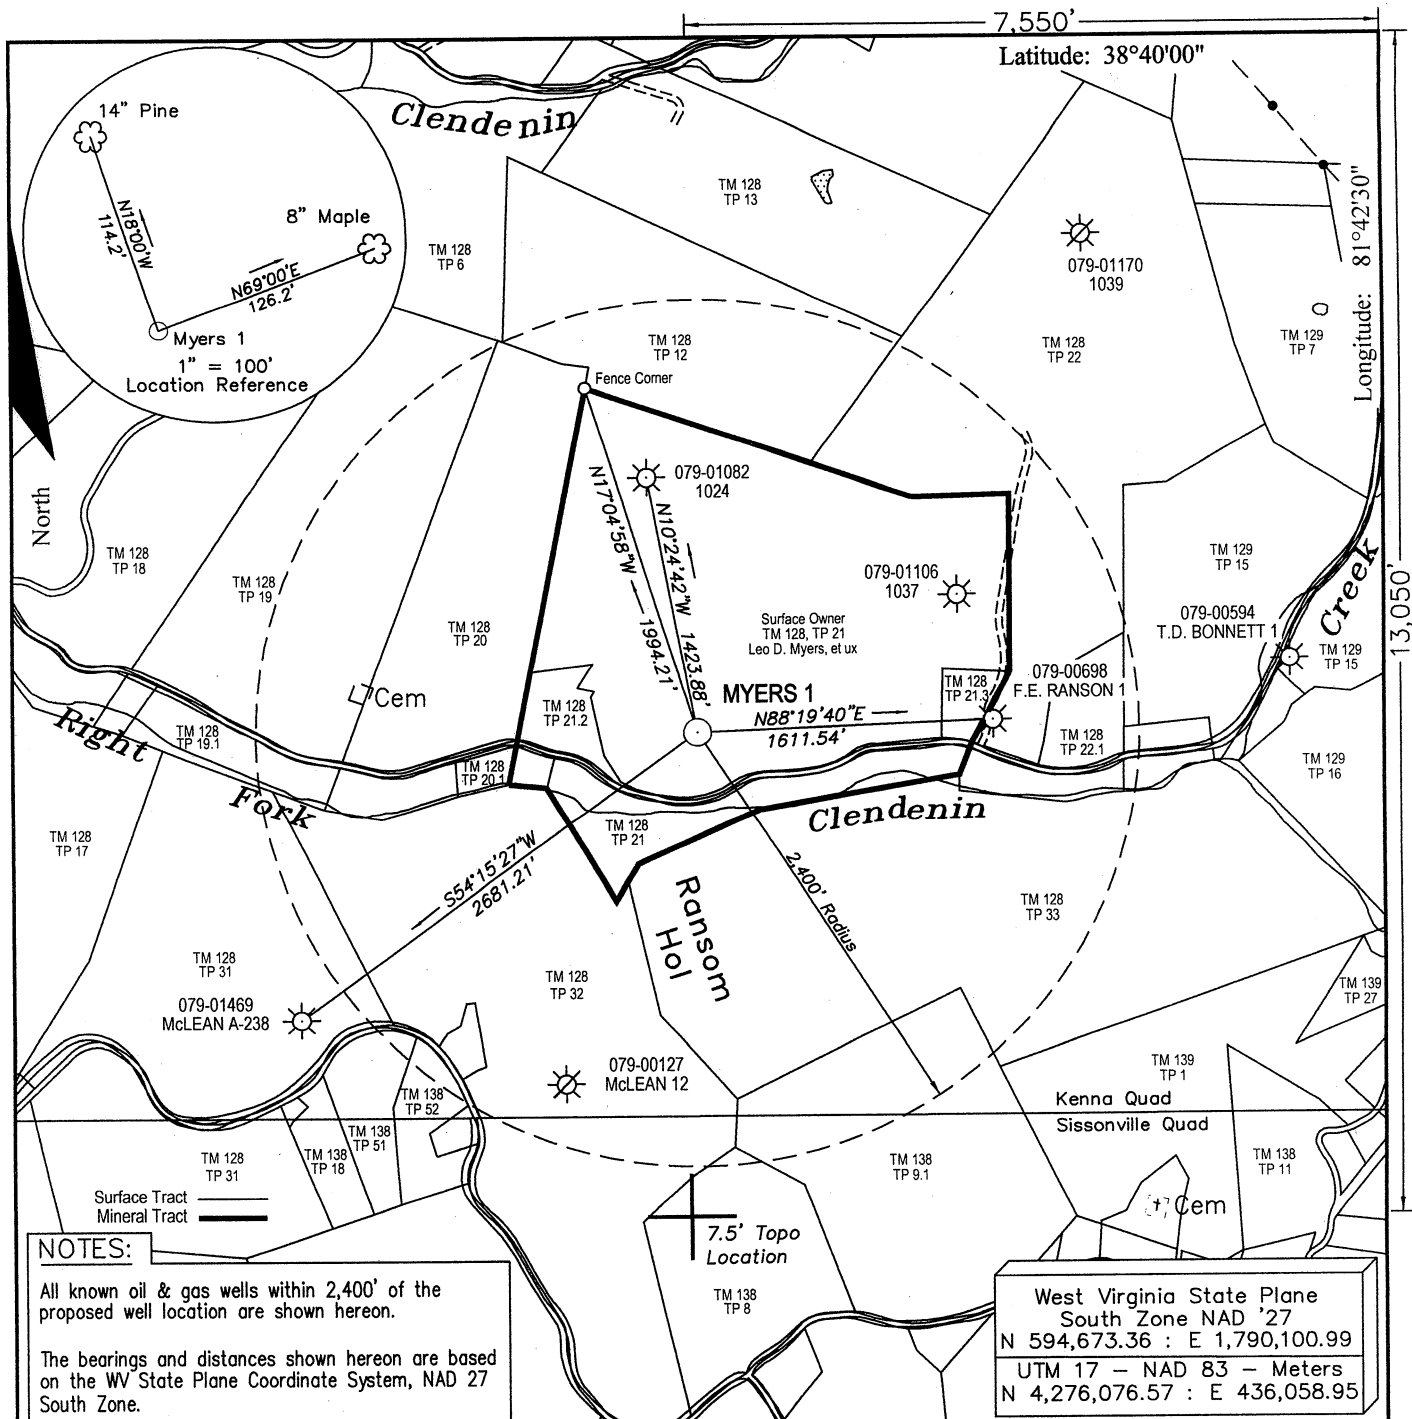 7,550'
Latitude: 38°40'00"
Longitude: 81°42'30"
13,050'
14" Pine
N18°00'W
114.2'
8" Maple
N69°00'E
126.2'
Myers 1
1" = 100'
Location Reference
North
Clendenin
TM 128
TP 13
TM 128
TP 6
079-01170
1039
TM 128
TP 12
TM 128
TP 22
TM 129
TP 7
Fence Corner
079-01082
1024
N17°04'58"W
1994.21'
N10°24'42"W
1423.88'
079-01106
1037
TM 128
TP 18
TM 128
TP 19
TM 128
TP 20
Surface Owner
TM 128, TP 21
Leo D. Myers, et ux
TM 129
TP 15
079-00594
T.D. BONNETT 1
Creek
TM 129
TP 15
Cem
TM 128
TP 21.2
MYERS 1
N88°19'40"E
1611.54'
TM 128
TP 21.3
079-00698
F.E. RANSON 1
TM 128
TP 22.1
TM 129
TP 16
Right
Fork
TM 128
TP 19.1
TM 128
TP 20.1
TM 128
TP 21
Clendenin
TM 128
TP 17
S54°15'27"W
2681.21'
2,400' Radius
Ransom
Hol
TM 128
TP 33
TM 128
TP 31
079-01469
McLEAN A-238
TM 128
TP 32
TM 139
TP 27
079-00127
McLEAN 12
TM 139
TP 1
TM 138
TP 52
Kenna Quad
Sissonville Quad
TM 138
TP 51
TM 138
TP 18
TM 128
TP 31
TM 138
TP 9.1
TM 138
TP 11
Surface Tract
Mineral Tract
Cem
7.5' Topo
Location
TM 138
TP 8
NOTES:
All known oil & gas wells within 2,400' of the
proposed well location are shown hereon.
The bearings and distances shown hereon are based
on the WV State Plane Coordinate System, NAD 27
South Zone.
West Virginia State Plane
South Zone NAD '27
N 594,673.36 : E 1,790,100.99
UTM 17 - NAD 83 - Meters
N 4,276,076.57 : E 436,058.95